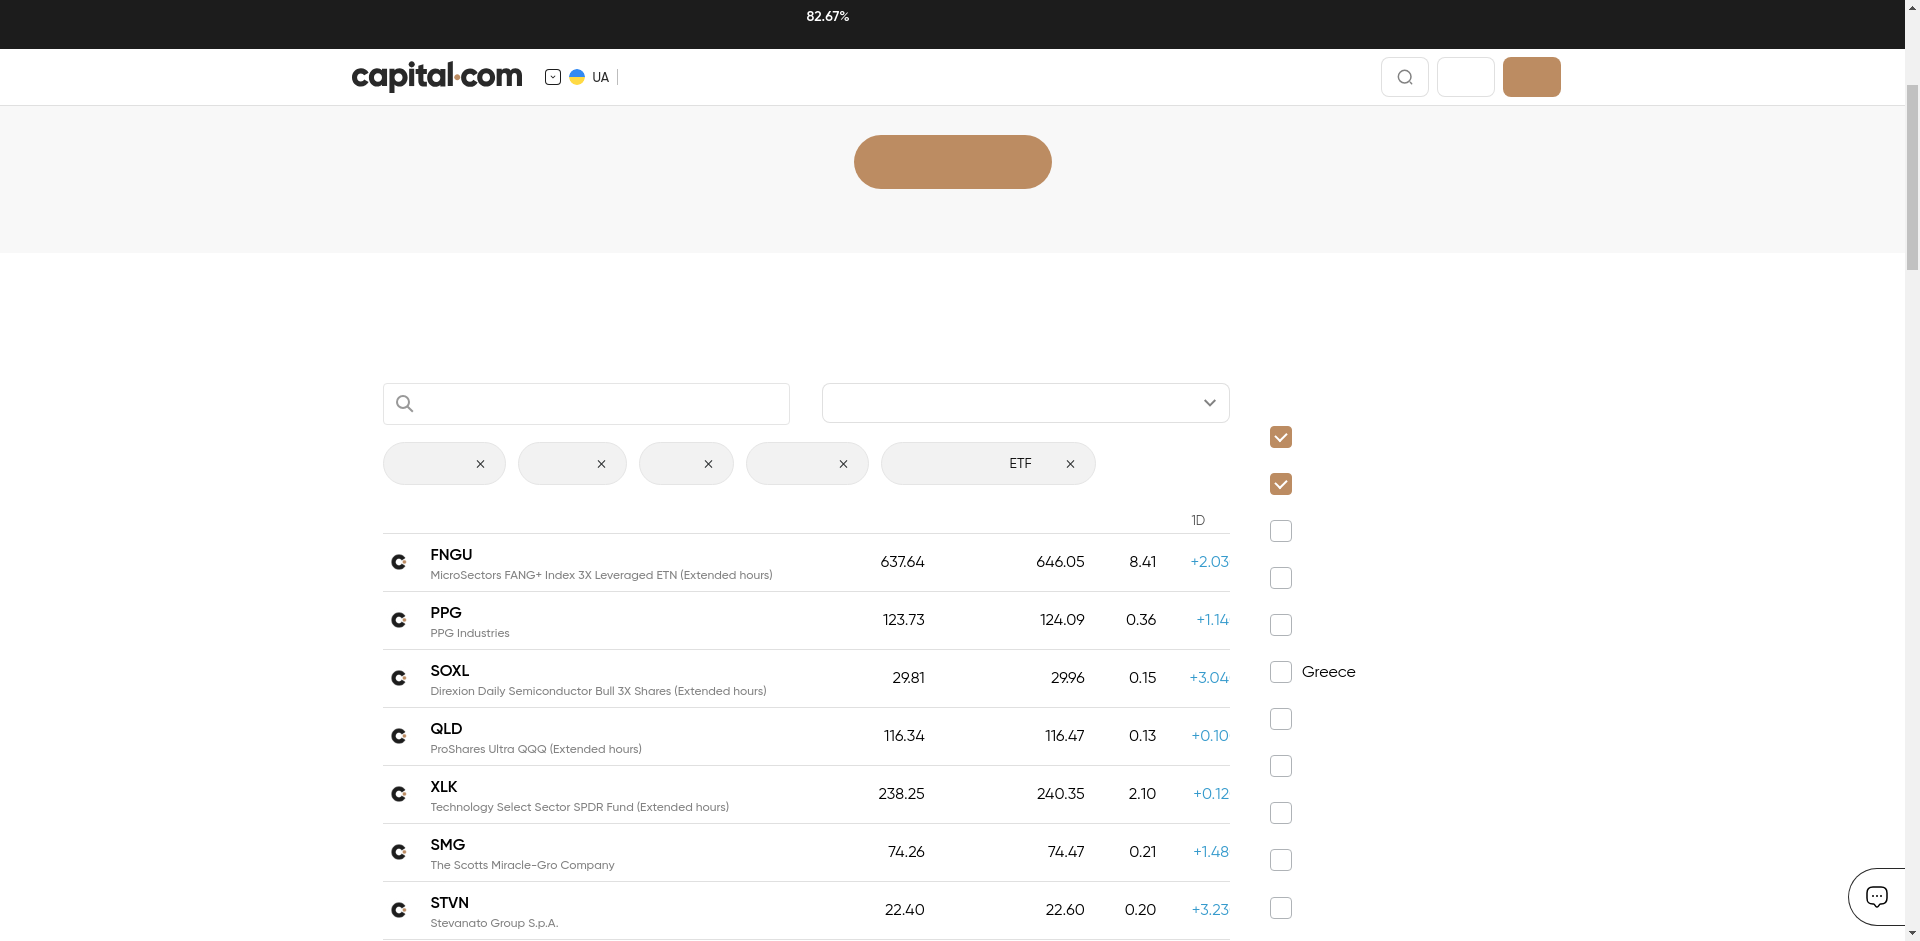 82.67%
capital.com
UA
ETF
1D
FNGU
637.64
646.05
8.41
+2.03
MicroSectors FANG+ Index 3X Leveraged ETN (Extended hours)
PPG
123.73
124.09
0.36
+1.14
PPG Industries
SOXL
29.81
29.96
0.15
+3.04
Direxion Daily Semiconductor Bull 3X Shares (Extended hours)
Greece
QLD
116.34
116.47
0.13
+0.10
ProShares Ultra QQQ (Extended hours)
XLK
238.25
240.35
2.10
+0.12
Technology Select Sector SPDR Fund (Extended hours)
SMG
74.26
74.47
0.21
+1.48
The Scotts Miracle-Gro Company
STVN
22.40
22.60
0.20
+3.23
Stevanato Group S.p.A.